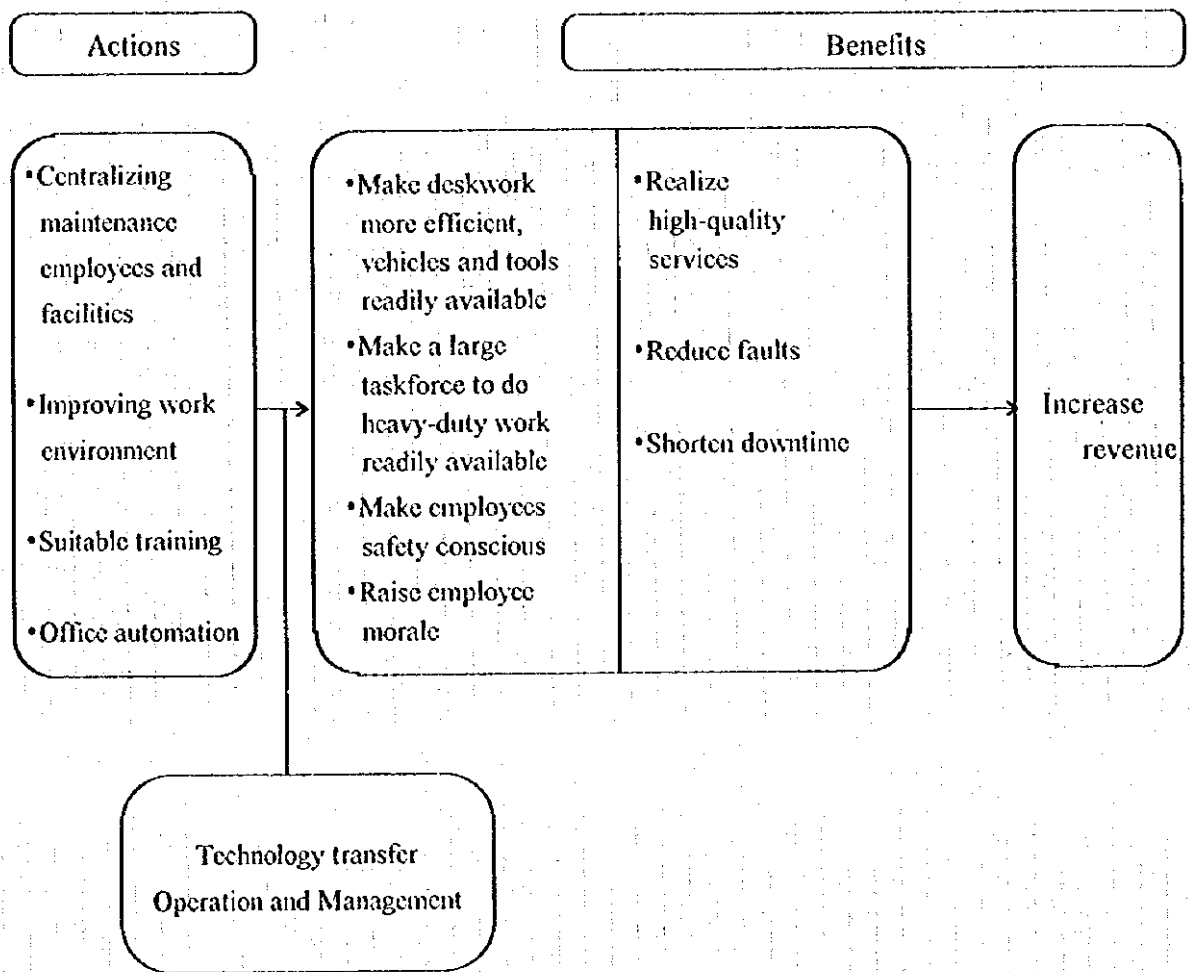 Actions
Benefits
•Centralizing
maintenance
employees and
facilities
•Improving work
environment
•Suitable training
•Office automation
•Make deskwork
more efficient,
vehicles and tools
readily available
•Make a large
taskforce to do
heavy-duty work
readily available
•Make employees
safety conscious
•Raise employee
morale
•Realize
high-quality
services
•Reduce faults
•Shorten downtime
Increase
revenue
Technology transfer
Operation and Management